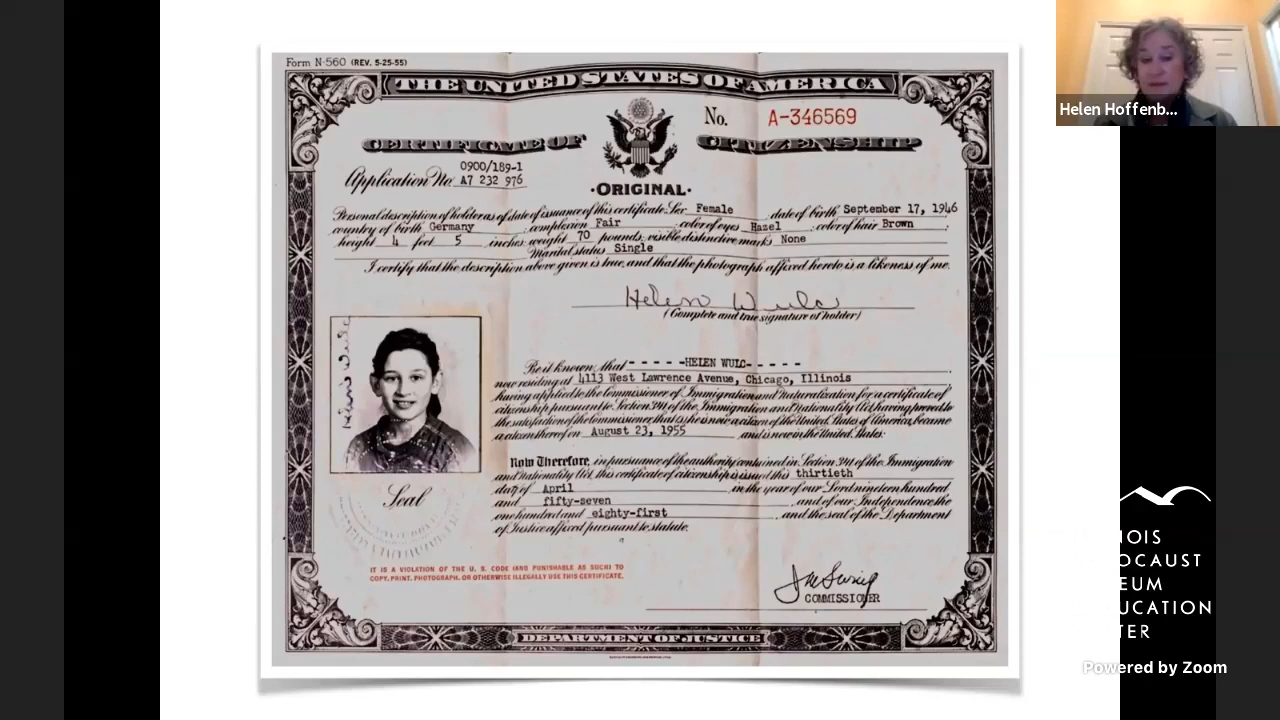 Form N-560 (REV. 5-25-55)
THE UNITED STATES OF AMERICA
No. A-346569
CERTIFICATE OF CITIZENSHIP
0900/189-1
Application No. A7 232 976
·ORIGINAL·
Personal description of holder as of date of issuance of this certificate: Sex Female date of birth September 17, 1946
country of birth Germany complexion Fair color of eyes Hazel color of hair Brown
height 4 feet 5 inches weight 70 pounds visible distinctive marks None
Marital status Single
I certify that the description above given is true, and that the photograph affixed hereto is a likeness of me.
Helen Wulc
(Complete and true signature of holder)
Helen Wulc
Be it known, that - - - - -HELEN WULC- - - - -
now residing at 4113 West Lawrence Avenue, Chicago, Illinois
having applied to the Commissioner of Immigration and Naturalization for a certificate of
citizenship pursuant to Section 341 of the Immigration and Nationality Act, having proved to
the satisfaction of the Commissioner, that she is now a citizen of the United States of America, became
a citizen thereof on August 23, 1955 and is now in the United States:
Now Therefore, in pursuance of the authority contained in Section 341 of the Immigration
and Nationality Act, this certificate of citizenship is issued this thirtieth
day of April in the year of our Lord nineteen hundred
and fifty-seven and of our Independence the
one hundred and eighty-first and the seal of the Department
of Justice affixed pursuant to statute.
Seal
IT IS A VIOLATION OF THE U. S. CODE (AND PUNISHABLE AS SUCH) TO
COPY, PRINT, PHOTOGRAPH, OR OTHERWISE ILLEGALLY USE THIS CERTIFICATE.
COMMISSIONER
DEPARTMENT OF JUSTICE
Helen Hoffenb...
NOIS
OCAUST
EUM
UCATION
TER
Powered by Zoom